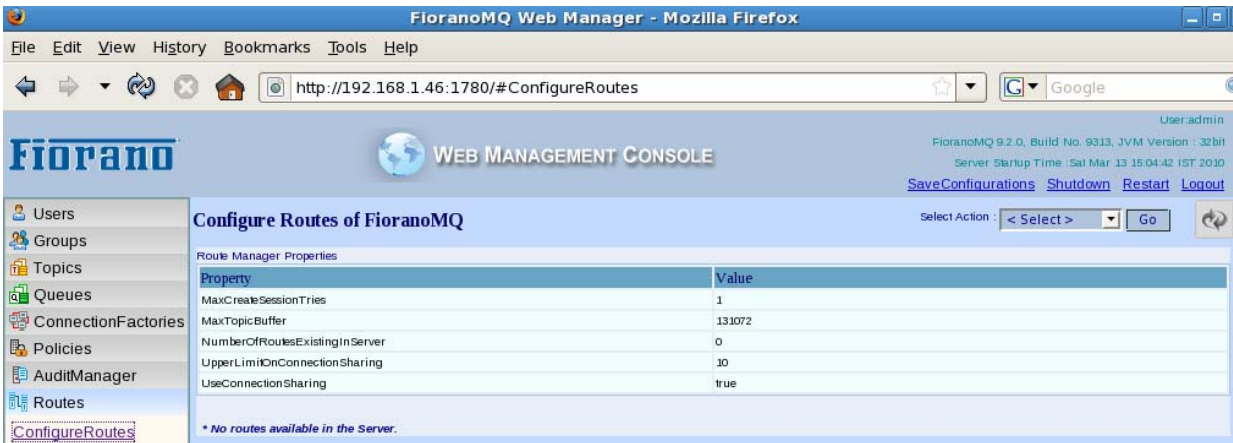 FioranoMQ Web Manager - Mozilla Firefox
File Edit View History Bookmarks Tools Help
http://192.168.1.46:1780/#ConfigureRoutes
G Google
User:admin
Fiorano
WEB MANAGEMENT CONSOLE
FioranoMQ 9.2.0, Build No. 9313, JVM Version : 32bit
Server Startup Time :Sat Mar 13 15:04:42 IST 2010
SaveConfigurations Shutdown Restart Logout
Users
Groups
Topics
Queues
ConnectionFactories
Policies
AuditManager
Routes
ConfigureRoutes
Configure Routes of FioranoMQ
Select Action : < Select > Go
Route Manager Properties
Property Value
MaxCreateSessionTries 1
MaxTopicBuffer 131072
NumberOfRoutesExistingInServer 0
UpperLimitOnConnectionSharing 10
UseConnectionSharing true
* No routes available in the Server.